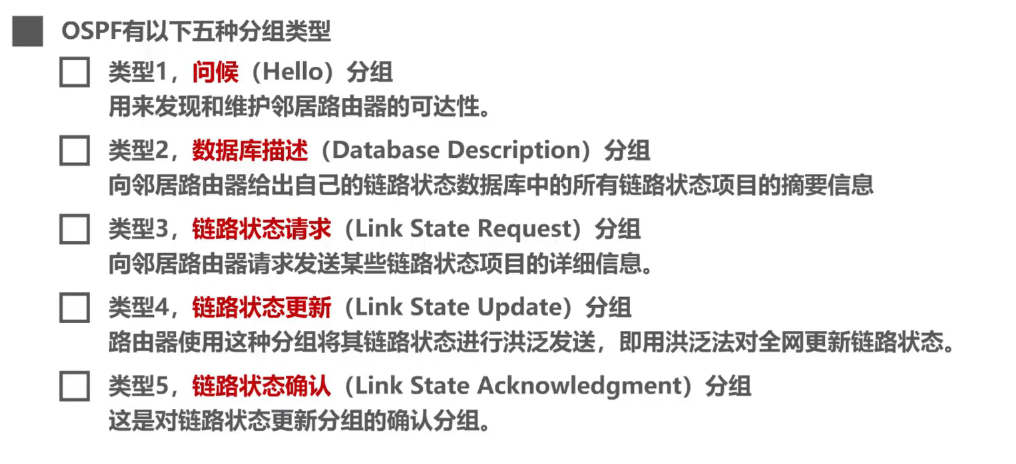 OSPF有以下五种分组类型
类型1，问候（Hello）分组
用来发现和维护邻居路由器的可达性。
类型2，数据库描述（Database Description）分组
向邻居路由器给出自己的链路状态数据库中的所有链路状态项目的摘要信息
类型3，链路状态请求（Link State Request）分组
向邻居路由器请求发送某些链路状态项目的详细信息。
类型4，链路状态更新（Link State Update）分组
路由器使用这种分组将其链路状态进行洪泛发送，即用洪泛法对全网更新链路状态。
类型5，链路状态确认（Link State Acknowledgment）分组
这是对链路状态更新分组的确认分组。